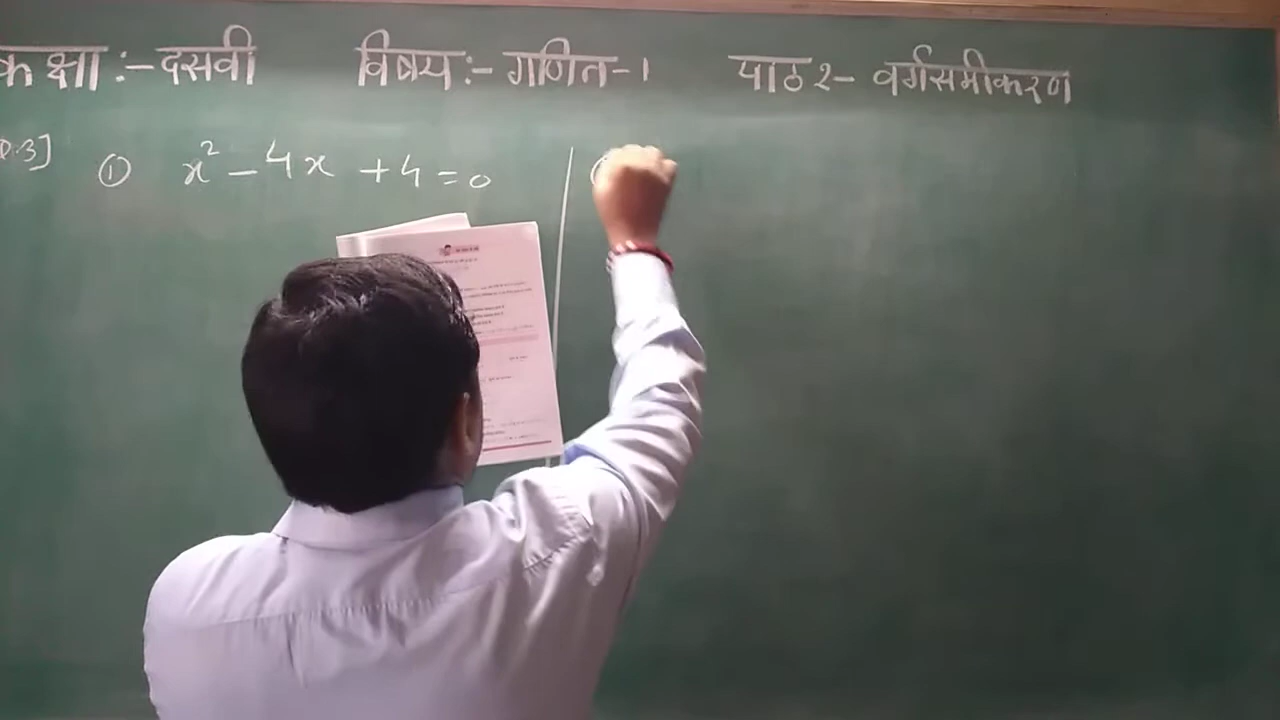 कक्षा :- दसवी विषय :- गणित-1 पाठ 2- वर्गसमीकरण
.3] ① x² - 4x + 4 = 0